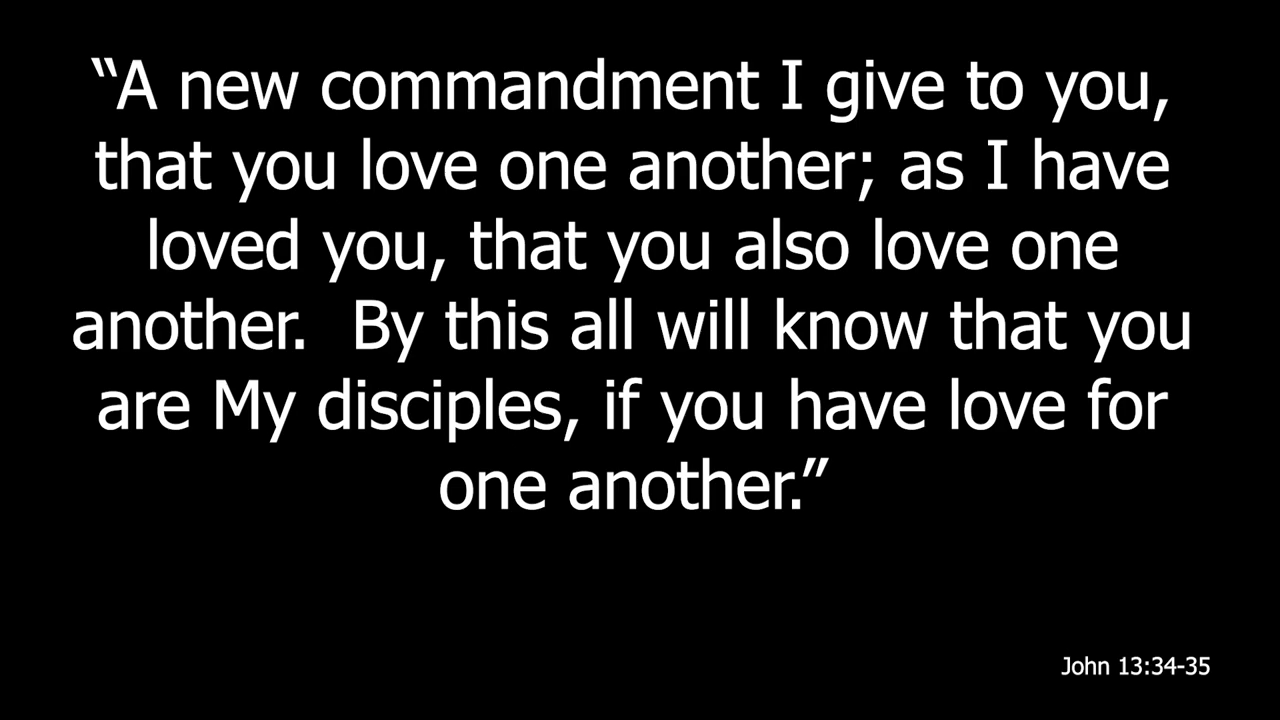 “A new commandment I give to you,
that you love one another; as I have
loved you, that you also love one
another.  By this all will know that you
are My disciples, if you have love for
one another.”
John 13:34-35